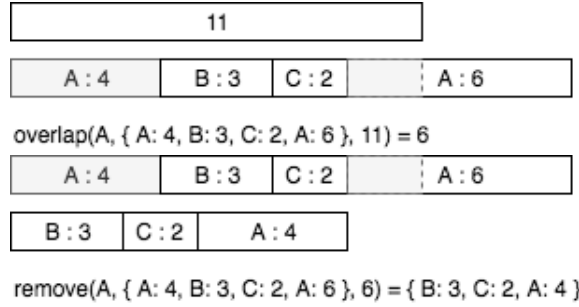 11
A : 4 B : 3 C : 2 A : 6
overlap(A, { A: 4, B: 3, C: 2, A: 6 }, 11) = 6
A : 4 B : 3 C : 2 A : 6
B : 3 C : 2 A : 4
remove(A, { A: 4, B: 3, C: 2, A: 6 }, 6) = { B: 3, C: 2, A: 4 }